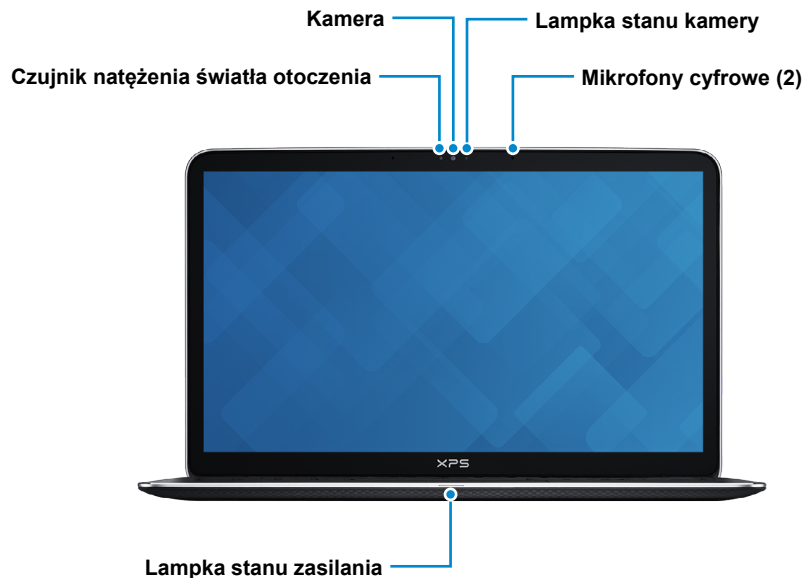 Kamera
Lampka stanu kamery
Czujnik natężenia światła otoczenia
Mikrofony cyfrowe (2)
XPS
Lampka stanu zasilania